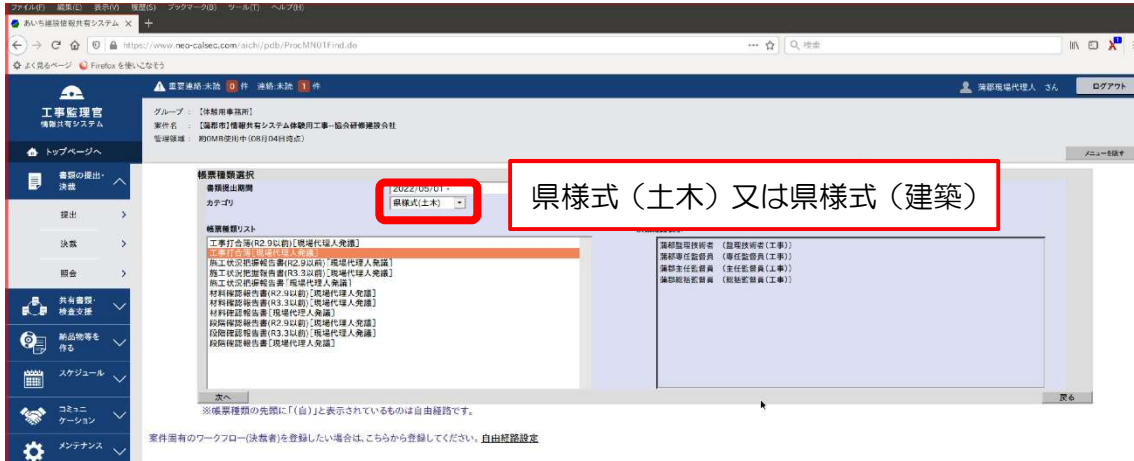 ファイル(F) 編集(E) 表示(V) 履歴(S) ブックマーク(B) ツール(T) ヘルプ(H)
あいち建設情報共有システム × +
https://www.neo-calsec.com/aichi/pdb/ProcMN01Find.do
検索
よく見るページ Firefox を使いこなそう
重要連絡:未読 0 件 連絡:未読 1 件
蒲郡現場代理人 さん
ログアウト
工事監理官
情報共有システム
グループ : 【体験用事務所】
案件名 : 【蒲郡市】情報共有システム体験用工事--協会研修建設会社
管理領域 : 約0MB使用中(08月04日時点)
トップページへ
メニューを隠す
書類の提出・
決裁
提出
決裁
照会
共有書類・
検査支援
納品物等を
作る
スケジュール
コミュニ
ケーション
メンテナンス
帳票種類選択
書類提出期間
2022/05/01 -
カテゴリ
県様式(土木)
県様式（土木）又は県様式（建築）
帳票種類リスト
工事打合簿(R2.9以前)[現場代理人発議]
工事打合簿[現場代理人発議]
施工状況把握報告書(R2.9以前)[現場代理人発議]
施工状況把握報告書(R3.3以前)[現場代理人発議]
施工状況把握報告書[現場代理人発議]
材料確認報告書(R2.9以前)[現場代理人発議]
材料確認報告書(R3.3以前)[現場代理人発議]
材料確認報告書[現場代理人発議]
段階確認報告書(R2.9以前)[現場代理人発議]
段階確認報告書(R3.3以前)[現場代理人発議]
段階確認報告書[現場代理人発議]
蒲郡監理技術者 (監理技術者(工事))
蒲郡専任監督員 (専任監督員(工事))
蒲郡主任監督員 (主任監督員(工事))
蒲郡総括監督員 (総括監督員(工事))
次へ
戻る
※帳票種類の先頭に「(自)」と表示されているものは自由経路です。
案件固有のワークフロー(決裁者)を登録したい場合は、こちらから登録してください。 自由経路設定